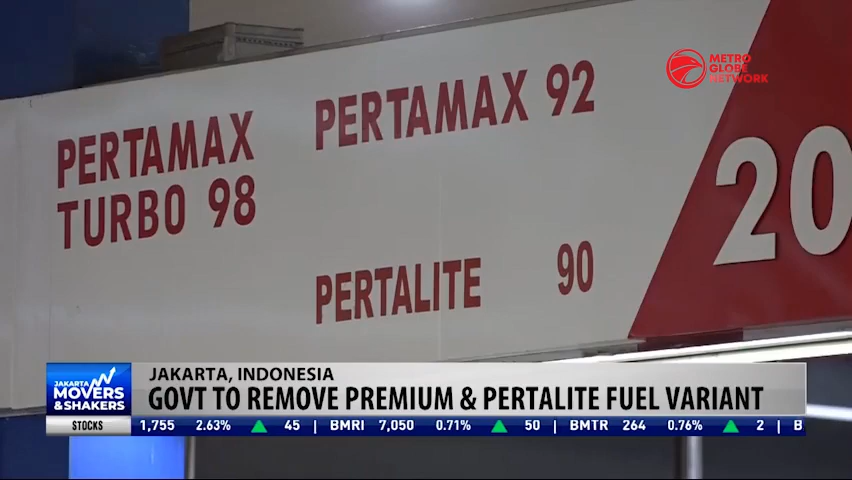 METRO
GLOBE
NETWORK
PERTAMAX
TURBO 98
PERTAMAX 92
PERTALITE 90
20
JAKARTA
MOVERS
& SHAKERS
JAKARTA, INDONESIA
GOVT TO REMOVE PREMIUM & PERTALITE FUEL VARIANT
STOCKS
1,755 2.63% ▲ 45 | BMRI 7,050 0.71% ▲ 50 | BMTR 264 0.76% ▲ 2 | B